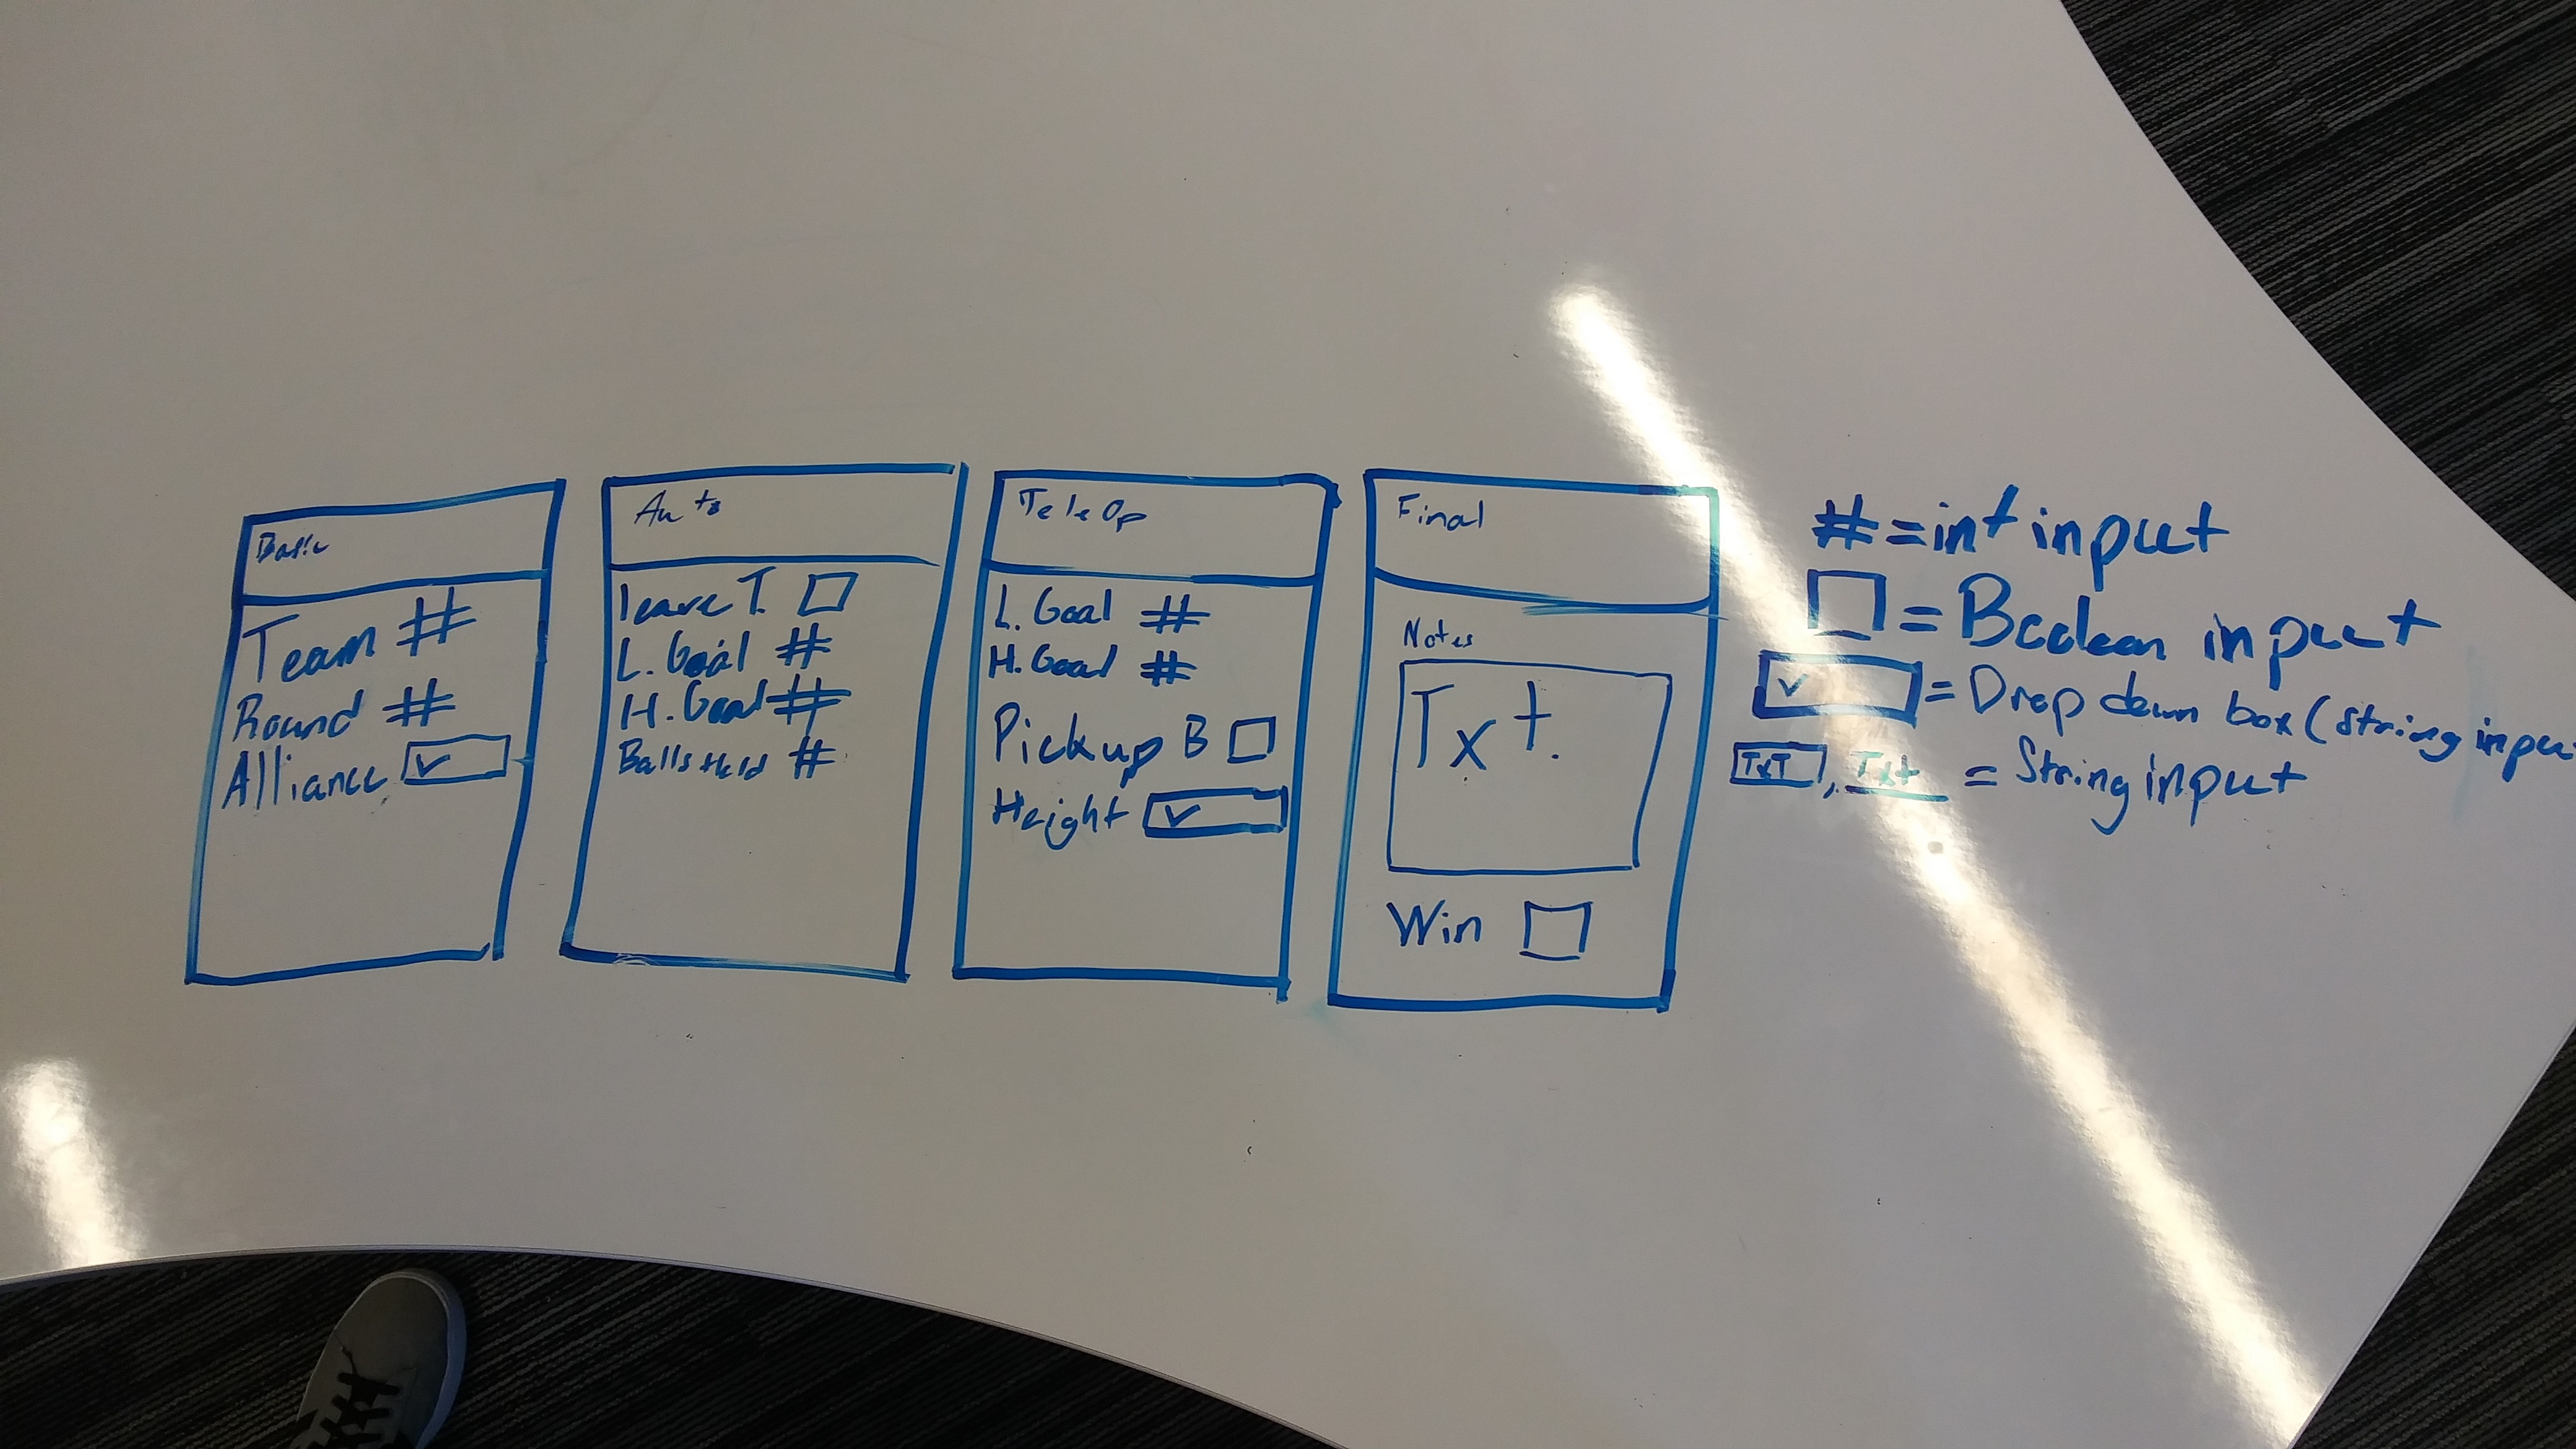 Basic
Team #
Round #
Alliance
Auto
leave T.
L. Goal #
H. Goal #
Balls Held #
TeleOp
L. Goal #
H. Goal #
Pickup B
Height
Final
Notes
Txt.
Win
# = int input
= Boolean input
= Drop down box (string inpu
TxT, Txt = String input